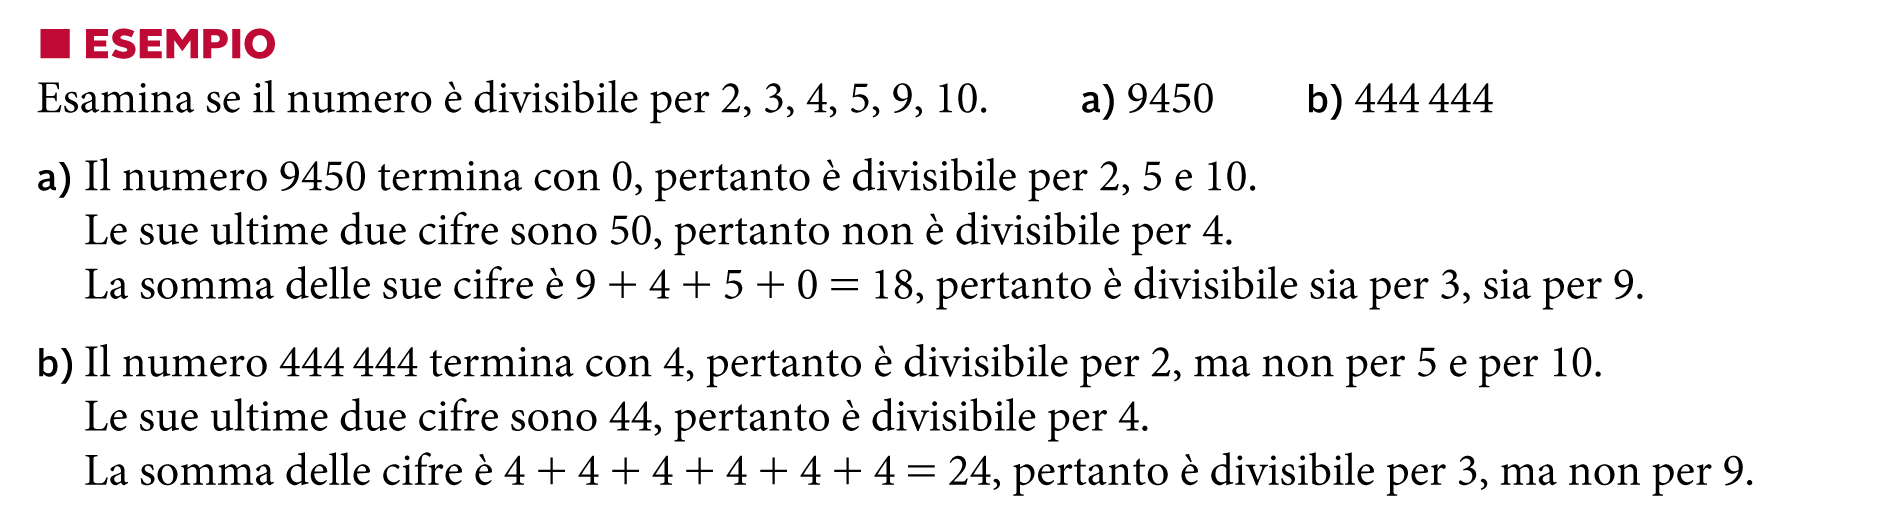 ■ ESEMPIO
Esamina se il numero è divisibile per 2, 3, 4, 5, 9, 10. a) 9450 b) 444 444
a) Il numero 9450 termina con 0, pertanto è divisibile per 2, 5 e 10.
Le sue ultime due cifre sono 50, pertanto non è divisibile per 4.
La somma delle sue cifre è 9 + 4 + 5 + 0 = 18, pertanto è divisibile sia per 3, sia per 9.
b) Il numero 444 444 termina con 4, pertanto è divisibile per 2, ma non per 5 e per 10.
Le sue ultime due cifre sono 44, pertanto è divisibile per 4.
La somma delle cifre è 4 + 4 + 4 + 4 + 4 + 4 = 24, pertanto è divisibile per 3, ma non per 9.